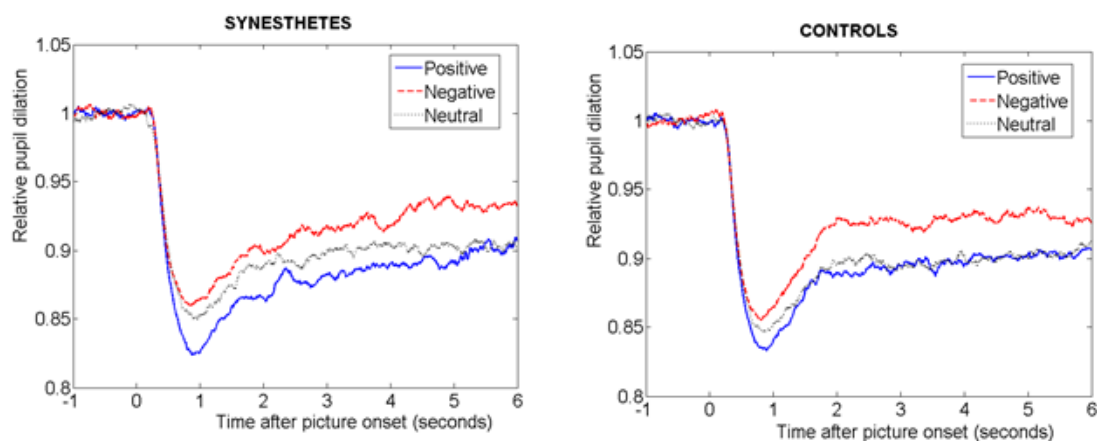 SYNESTHETES
1.05
1
0.95
0.9
0.85
0.8
Relative pupil dilation
Positive
Negative
Neutral
-1 0 1 2 3 4 5 6
Time after picture onset (seconds)
CONTROLS
1.05
1
0.95
0.9
0.85
0.8
Relative pupil dilation
Positive
Negative
Neutral
-1 0 1 2 3 4 5 6
Time after picture onset (seconds)